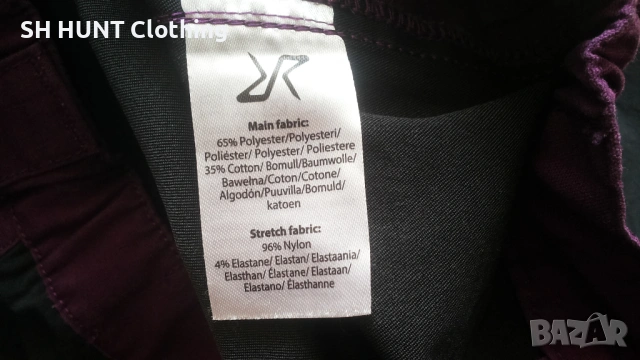 SH HUNT Clothing
Main fabric:
65% Polyester/Polyesteri/
Poliéster/ Polyester/ Poliestere
35% Cotton/ Bomull/Baumwolle/
Bawełna/Coton/Cotone/
Algodón/Puuvilla/Bomuld/
katoen
Stretch fabric:
96% Nylon
4% Elastane/ Elastan/ Elastaania/
Elasthan/ Élastane/ Elastaan/
Elastano/ Élasthanne
BAZAR